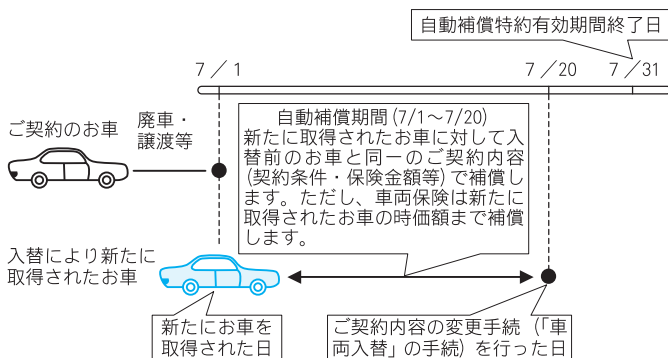 自動補償特約有効期間終了日
7／1
7／20
7／31
ご契約のお車
廃車・
譲渡等
自動補償期間(7/1～7/20)
新たに取得されたお車に対して入
替前のお車と同一のご契約内容
(契約条件・保険金額等)で補償し
ます。ただし、車両保険は新たに
取得されたお車の時価額まで補償
します。
入替により新たに
取得されたお車
新たにお車を
取得された日
ご契約内容の変更手続（「車
両入替」の手続）を行った日